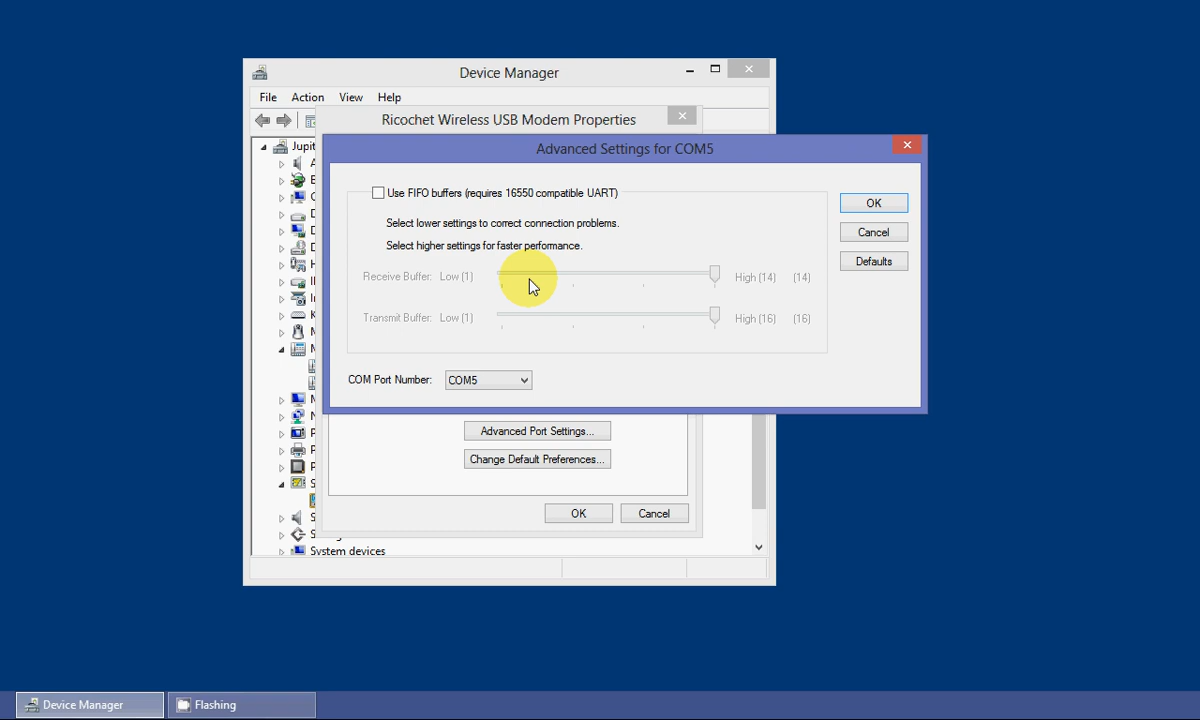 Device Manager
File Action View Help
Ricochet Wireless USB Modem Properties
Advanced Settings for COM5
Jupit
Use FIFO buffers (requires 16550 compatible UART)
OK
Select lower settings to correct connection problems.
Cancel
Select higher settings for faster performance.
Defaults
Receive Buffer: Low (1) High (14) (14)
Transmit Buffer: Low (1) High (16) (16)
COM Port Number: COM5
Advanced Port Settings...
Change Default Preferences...
OK Cancel
System devices
Device Manager Flashing